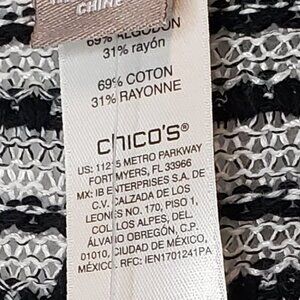 CHINE
69% ALGODÓN
31% rayón
69% COTON
31% RAYONNE
chico's®
US: 11215 METRO PARKWAY
FORT MYERS, FL 33966
MX: IB ENTERPRISES S.A. DE
C.V. CALZADA DE LOS
LEONES NO. 170, PISO 1,
COL. LOS ALPES, DEL.
ÁLVARO OBREGÓN, C.P.
01010, CIUDAD DE MÉXICO,
MÉXICO. RFC: IEN1701241PA